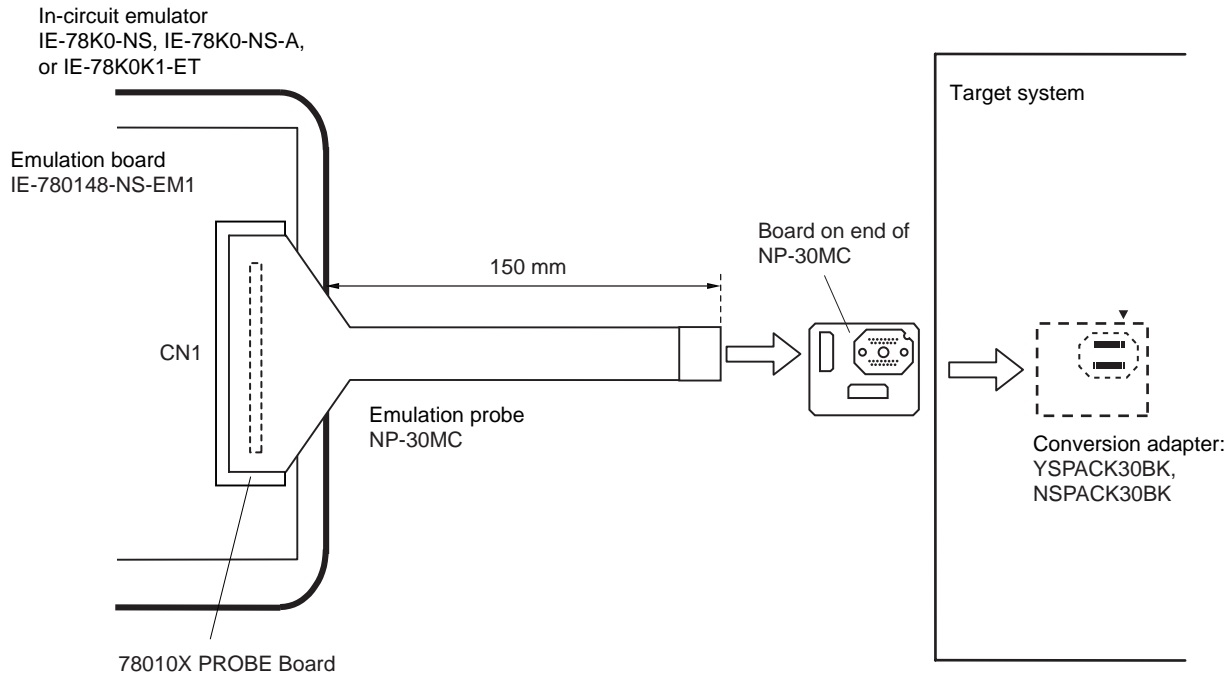 In-circuit emulator
IE-78K0-NS, IE-78K0-NS-A,
or IE-78K0K1-ET
Target system
Emulation board
IE-780148-NS-EM1
Board on end of
NP-30MC
150 mm
CN1
Emulation probe
NP-30MC
Conversion adapter:
YSPACK30BK,
NSPACK30BK
78010X PROBE Board